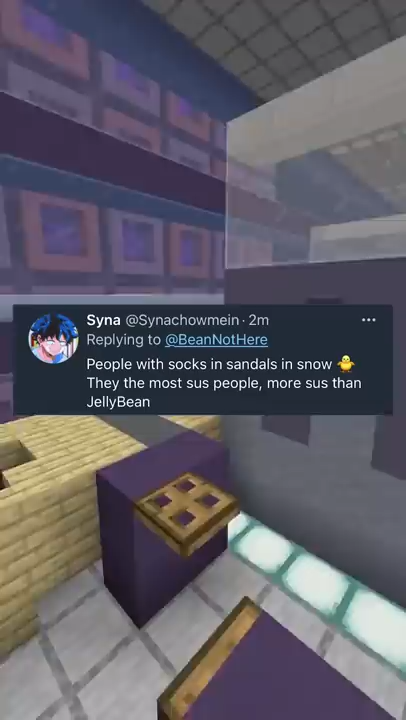 Syna @Synachowmein · 2m
Replying to @BeanNotHere
People with socks in sandals in snow 🐥
They the most sus people, more sus than
JellyBean